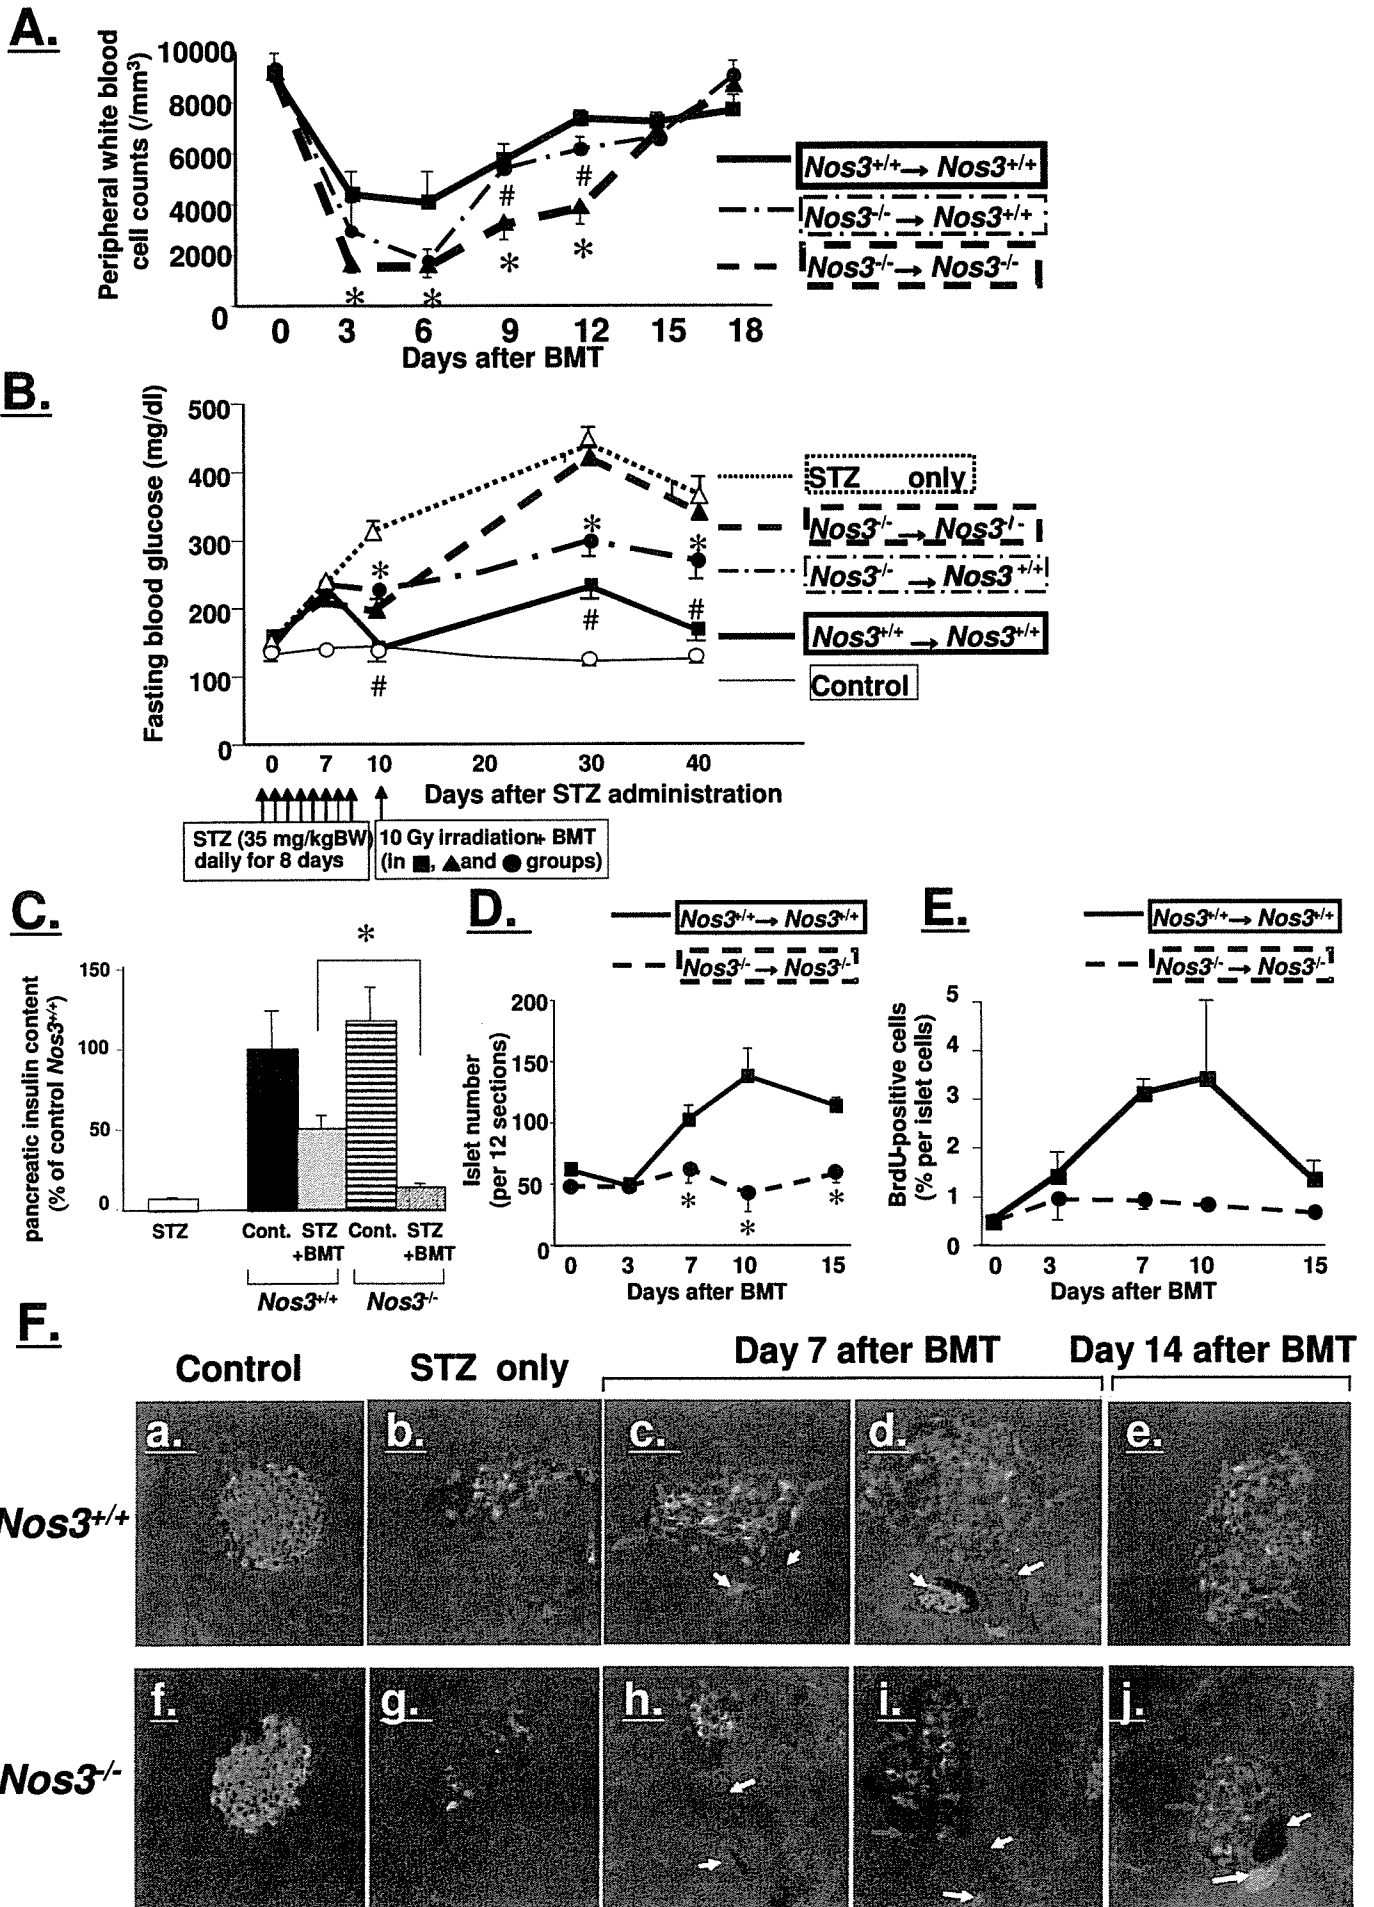 A.
Peripheral white blood
cell counts (/mm³)
10000
8000
6000
4000
2000
0
0 3 6 9 12 15 18
Days after BMT
# #
* * * *
Nos3+/+→ Nos3+/+
Nos3-/-→ Nos3+/+
Nos3-/-→ Nos3-/-
B.
Fasting blood glucose (mg/dl)
500
400
300
200
100
0
0 7 10 20 30 40
Days after STZ administration
* * *
# # #
STZ only
Nos3-/-→ Nos3-/-
Nos3-/- → Nos3+/+
Nos3+/+ → Nos3+/+
Control
STZ (35 mg/kgBW)
daily for 8 days
10 Gy irradiation+ BMT
(in ■, ▲and ● groups)
C.
pancreatic insulin content
(% of control Nos3+/+)
150
100
50
0
*
STZ Cont. STZ Cont. STZ
+BMT +BMT
Nos3+/+ Nos3-/-
D.
Nos3+/+→ Nos3+/+
Nos3-/-→ Nos3-/-
Islet number
(per 12 sections)
200
150
100
50
0
* * *
0 3 7 10 15
Days after BMT
E.
Nos3+/+→ Nos3+/+
Nos3-/-→ Nos3-/-
BrdU-positive cells
(% per islet cells)
5
4
3
2
1
0
0 3 7 10 15
Days after BMT
F.
Control STZ only Day 7 after BMT Day 14 after BMT
Nos3+/+
a. b. c. d. e.
Nos3-/-
f. g. h. i. j.